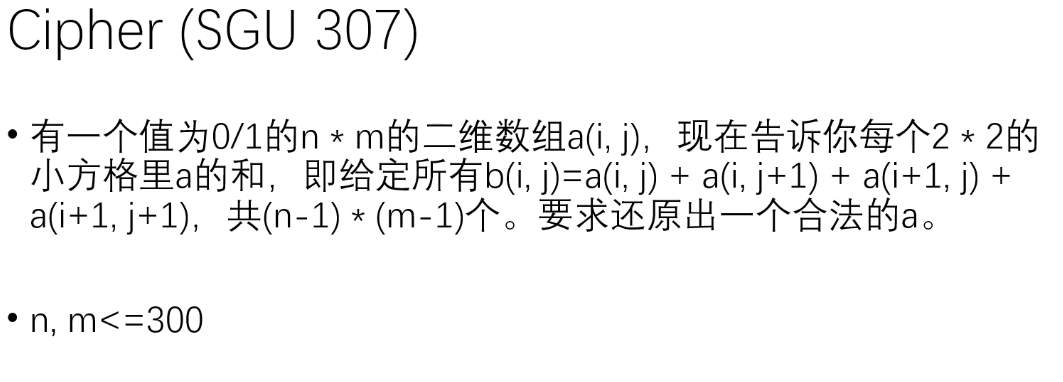 Cipher (SGU 307)
• 有一个值为0/1的n * m的二维数组a(i, j)，现在告诉你每个2 * 2的
小方格里a的和，即给定所有b(i, j)=a(i, j) + a(i, j+1) + a(i+1, j) +
a(i+1, j+1)，共(n-1) * (m-1)个。要求还原出一个合法的a。
• n, m<=300